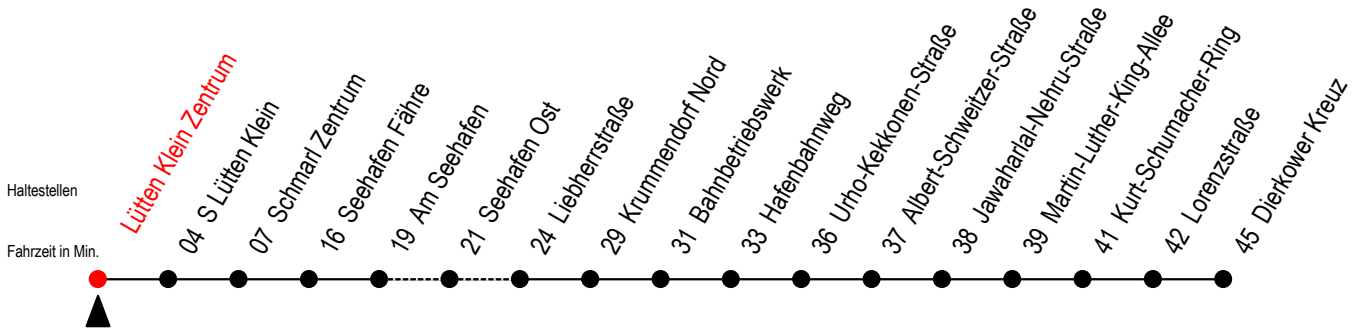 Lütten Klein Zentrum
04 S Lütten Klein
07 Schmarl Zentrum
16 Seehafen Fähre
19 Am Seehafen
21 Seehafen Ost
24 Liebherrstraße
29 Krummendorf Nord
31 Bahnbetriebswerk
33 Hafenbahnweg
36 Urho-Kekkonen-Straße
37 Albert-Schweitzer-Straße
38 Jawaharlal-Nehru-Straße
39 Martin-Luther-King-Allee
41 Kurt-Schumacher-Ring
42 Lorenzstraße
45 Dierkower Kreuz
Haltestellen
Fahrzeit in Min.